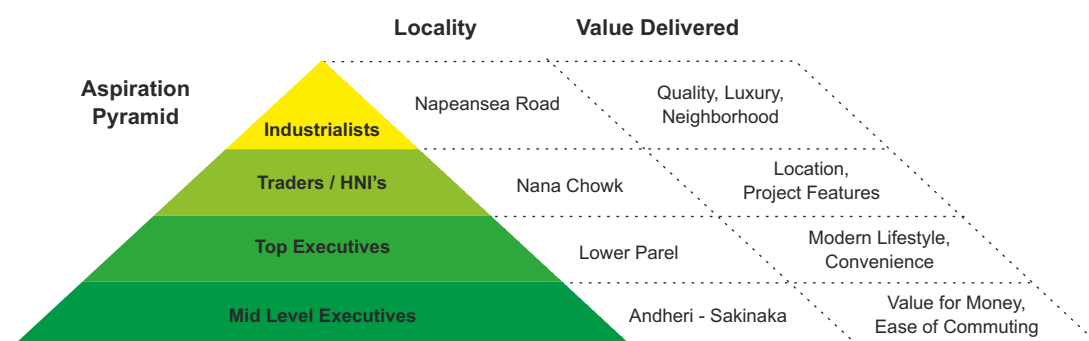 Locality
Value Delivered
Aspiration
Pyramid
Industrialists
Napeansea Road
Quality, Luxury,
Neighborhood
Traders / HNI's
Nana Chowk
Location,
Project Features
Top Executives
Lower Parel
Modern Lifestyle,
Convenience
Mid Level Executives
Andheri - Sakinaka
Value for Money,
Ease of Commuting